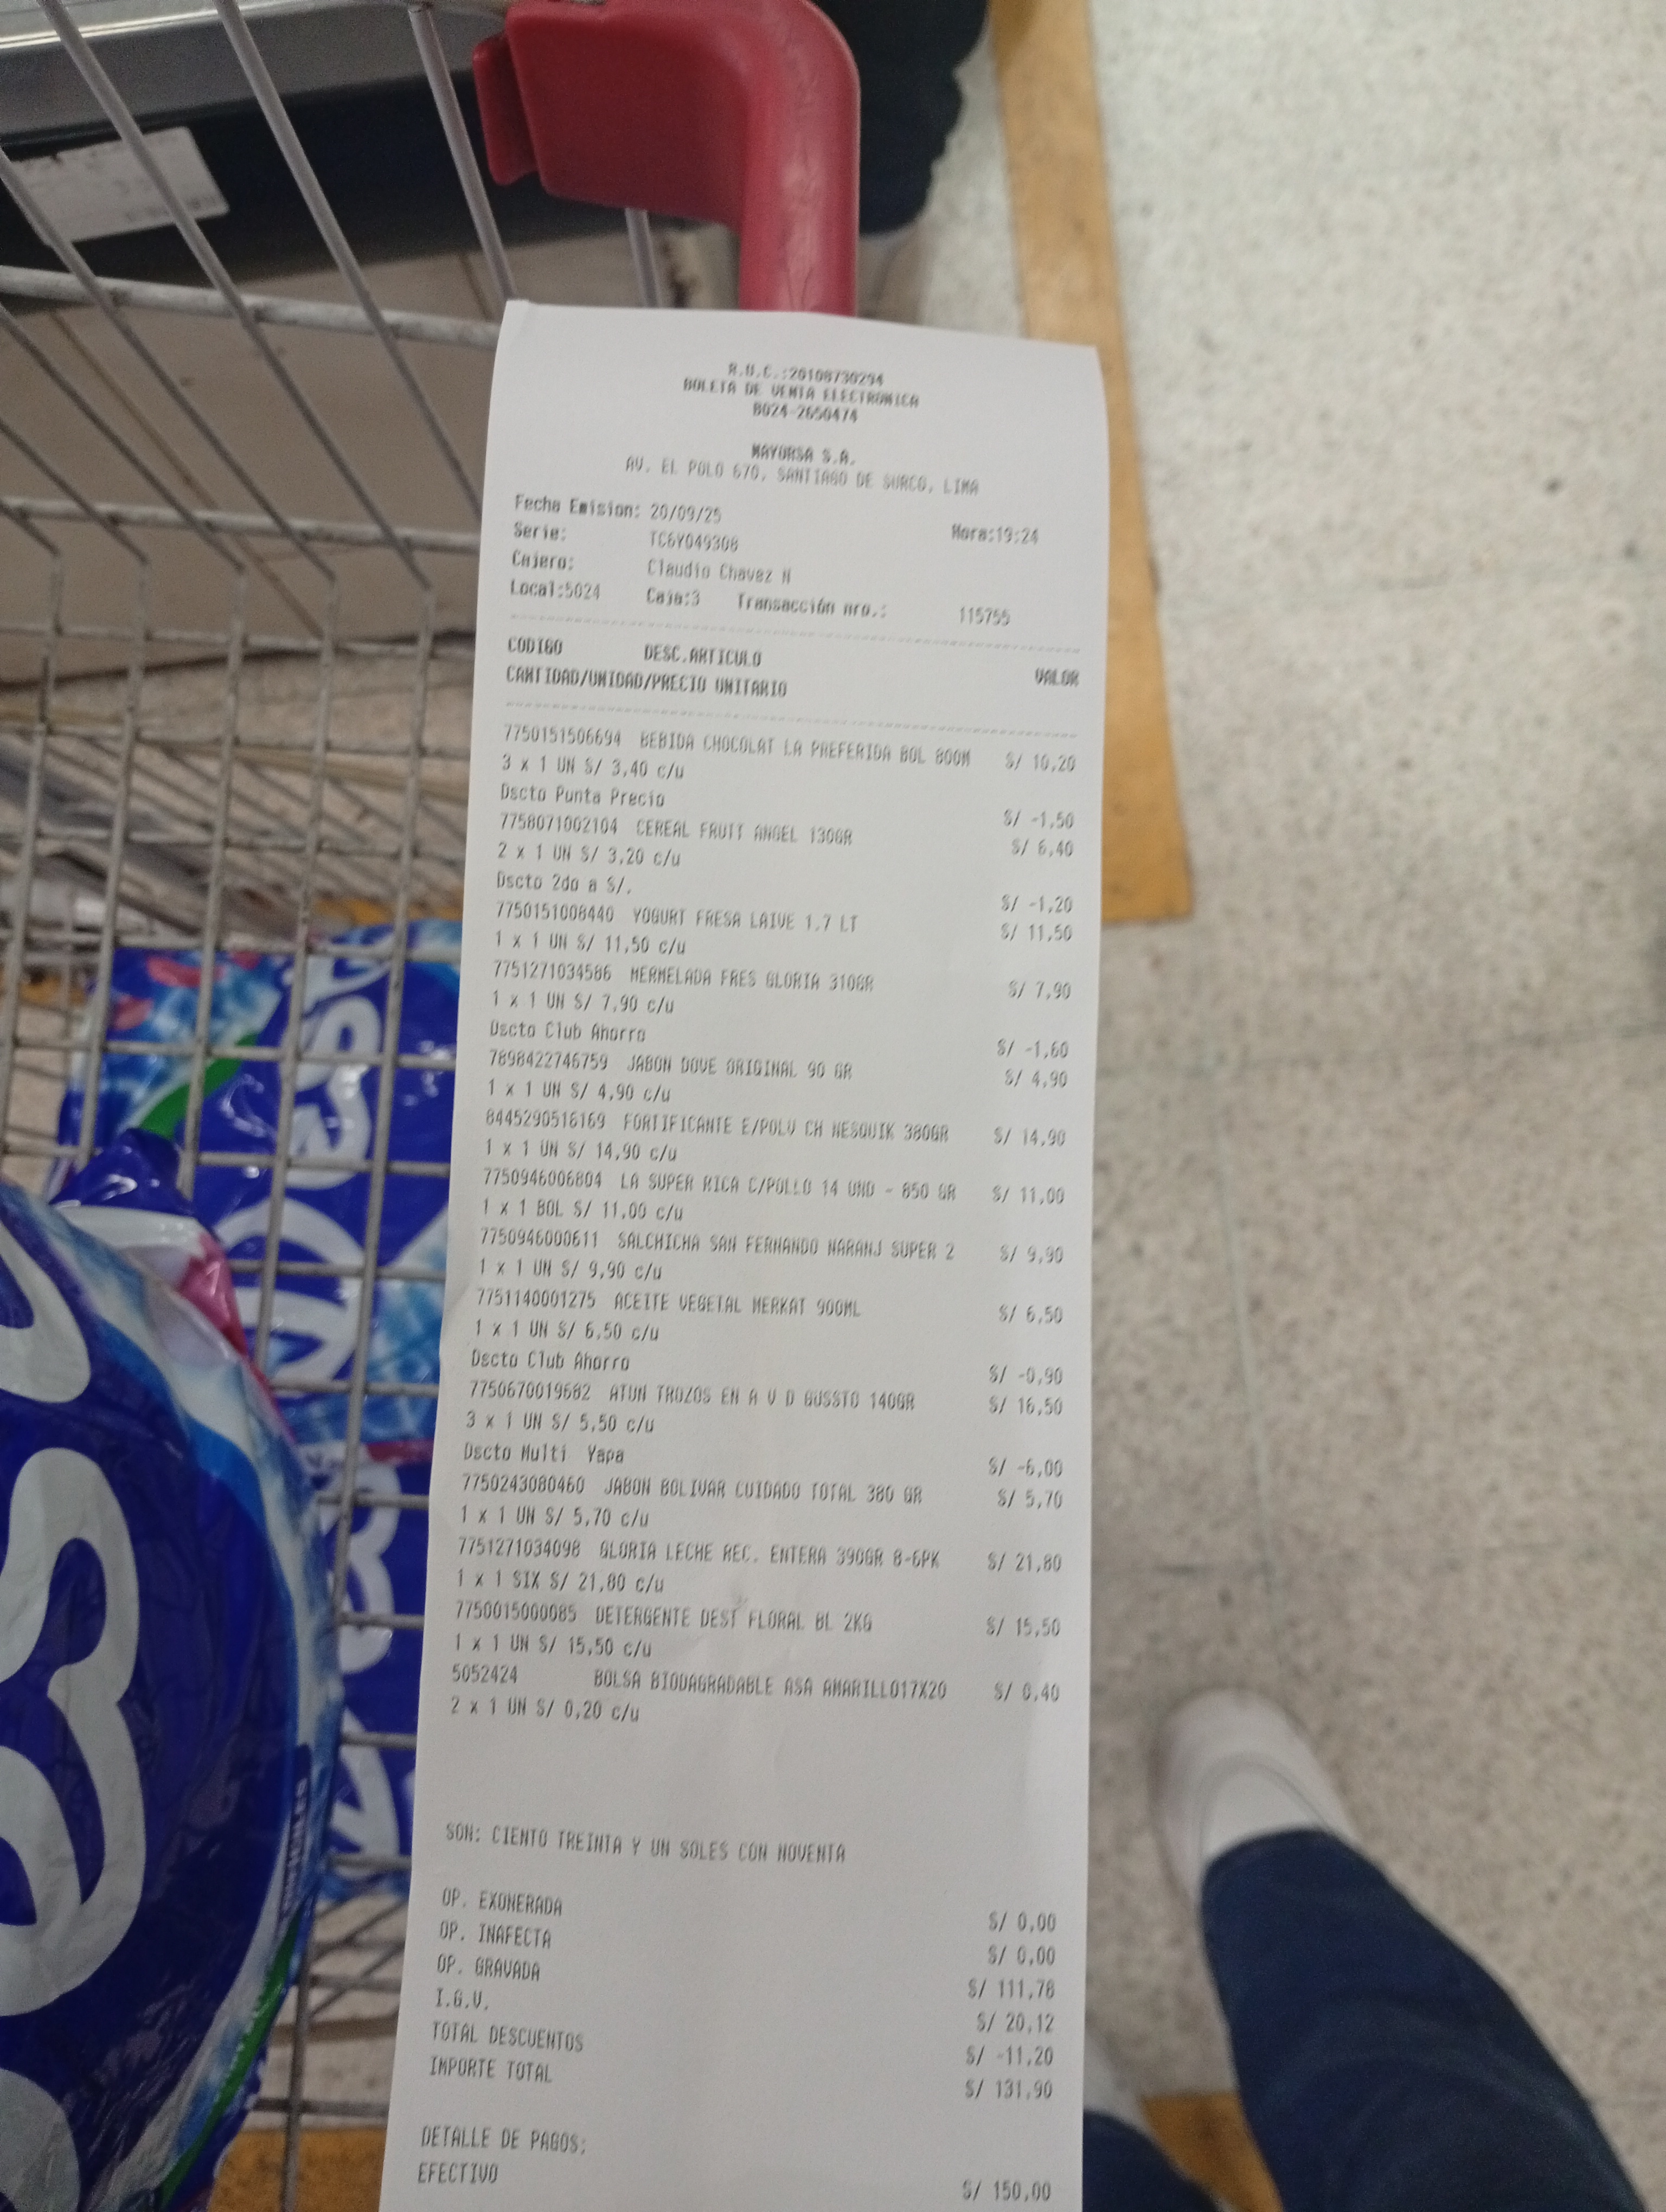 R.U.C.:20108730294
BOLETA DE VENTA ELECTRONICA
B024-2650474
MAYORSA S.A.
AV. EL POLO 670, SANTIAGO DE SURCO, LIMA
Fecha Emision: 20/09/25 Hora:19:24
Serie: TC6Y049308
Cajero: Claudio Chavez N
Local:5024 Caja:3 Transacción nro.: 115755
CODIGO DESC.ARTICULO VALOR
CANTIDAD/UNIDAD/PRECIO UNITARIO
7750151506694 BEBIDA CHOCOLAT LA PREFERIDA BOL 800M S/ 10,20
3 x 1 UN S/ 3,40 c/u
Dscto Punta Precio S/ -1,50
7758071002104 CEREAL FRUIT ANGEL 130GR S/ 6,40
2 x 1 UN S/ 3,20 c/u
Dscto 2do a S/. S/ -1,20
7750151008440 YOGURT FRESA LAIVE 1.7 LT S/ 11,50
1 x 1 UN S/ 11,50 c/u
7751271034586 MERMELADA FRES GLORIA 310GR S/ 7,90
1 x 1 UN S/ 7,90 c/u
Dscto Club Ahorro S/ -1,60
7898422746759 JABON DOVE ORIGINAL 90 GR S/ 4,90
1 x 1 UN S/ 4,90 c/u
8445290516169 FORTIFICANTE E/POLV CH NESQUIK 380GR S/ 14,90
1 x 1 UN S/ 14,90 c/u
7750946006804 LA SUPER RICA C/POLLO 14 UND - 850 GR S/ 11,00
1 x 1 BOL S/ 11,00 c/u
7750946000611 SALCHICHA SAN FERNANDO NARANJ SUPER 2 S/ 9,90
1 x 1 UN S/ 9,90 c/u
7751140001275 ACEITE VEGETAL MERKAT 900ML S/ 6,50
1 x 1 UN S/ 6,50 c/u
Dscto Club Ahorro S/ -0,90
7750670019682 ATUN TROZOS EN A V D GUSSTO 140GR S/ 16,50
3 x 1 UN S/ 5,50 c/u
Dscto Multi Yapa S/ -6,00
7750243080460 JABON BOLIVAR CUIDADO TOTAL 380 GR S/ 5,70
1 x 1 UN S/ 5,70 c/u
7751271034098 GLORIA LECHE REC. ENTERA 390GR 8-6PK S/ 21,80
1 x 1 SIX S/ 21,80 c/u
7750015000085 DETERGENTE DEST FLORAL BL 2KG S/ 15,50
1 x 1 UN S/ 15,50 c/u
5052424 BOLSA BIODAGRADABLE ASA AMARILLO17X20 S/ 0,40
2 x 1 UN S/ 0,20 c/u
SON: CIENTO TREINTA Y UN SOLES CON NOVENTA
OP. EXONERADA S/ 0,00
OP. INAFECTA S/ 0,00
OP. GRAVADA S/ 111,78
I.G.V. S/ 20,12
TOTAL DESCUENTOS S/ -11,20
IMPORTE TOTAL S/ 131,90
DETALLE DE PAGOS:
EFECTIVO S/ 150,00